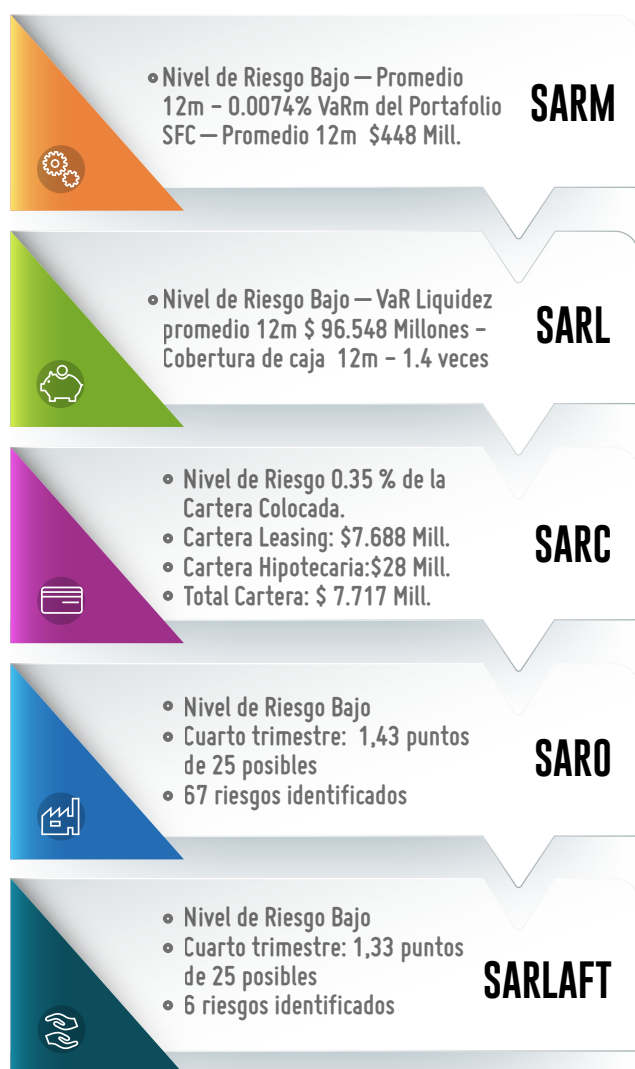 • Nivel de Riesgo Bajo – Promedio
12m - 0.0074% VaRm del Portafolio
SFC – Promedio 12m $448 Mill.
SARM
• Nivel de Riesgo Bajo – VaR Liquidez
promedio 12m $ 96.548 Millones -
Cobertura de caja 12m - 1.4 veces
SARL
• Nivel de Riesgo 0.35 % de la
Cartera Colocada.
• Cartera Leasing: $7.688 Mill.
• Cartera Hipotecaria:$28 Mill.
• Total Cartera: $ 7.717 Mill.
SARC
• Nivel de Riesgo Bajo
• Cuarto trimestre: 1,43 puntos
de 25 posibles
• 67 riesgos identificados
SARO
• Nivel de Riesgo Bajo
• Cuarto trimestre: 1,33 puntos
de 25 posibles
• 6 riesgos identificados
SARLAFT